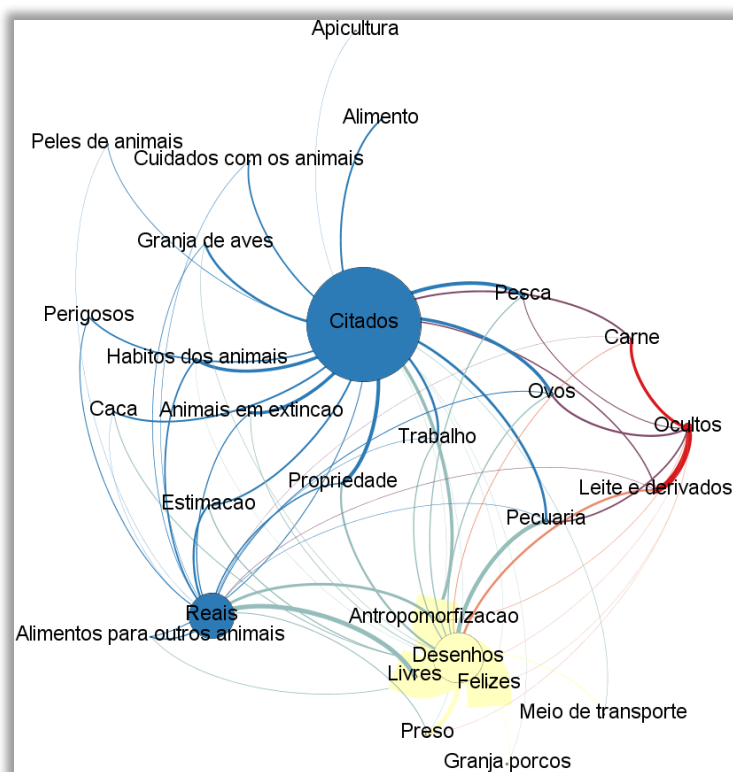 Apicultura
Alimento
Peles de animais
Cuidados com os animais
Granja de aves
Pesca
Perigosos
Citados
Carne
Habitos dos animais
Ovos
Caca
Animais em extincao
Ocultos
Trabalho
Propriedade
Leite e derivados
Estimacao
Pecuaria
Reais
Antropomorfizacao
Alimentos para outros animais
Desenhos
Livres
Felizes
Meio de transporte
Preso
Granja porcos